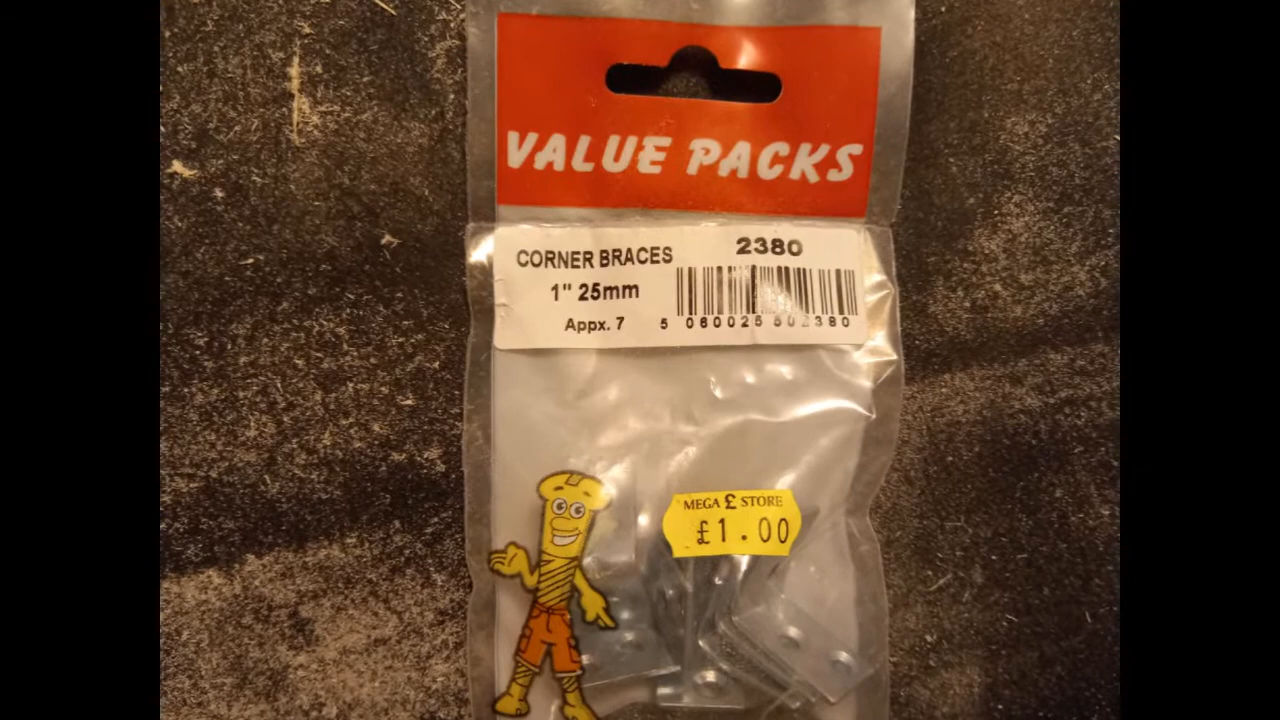 VALUE PACKS
CORNER BRACES 2380
1" 25mm
Appx. 7 5 060025 502380
MEGA £ STORE
£1.00